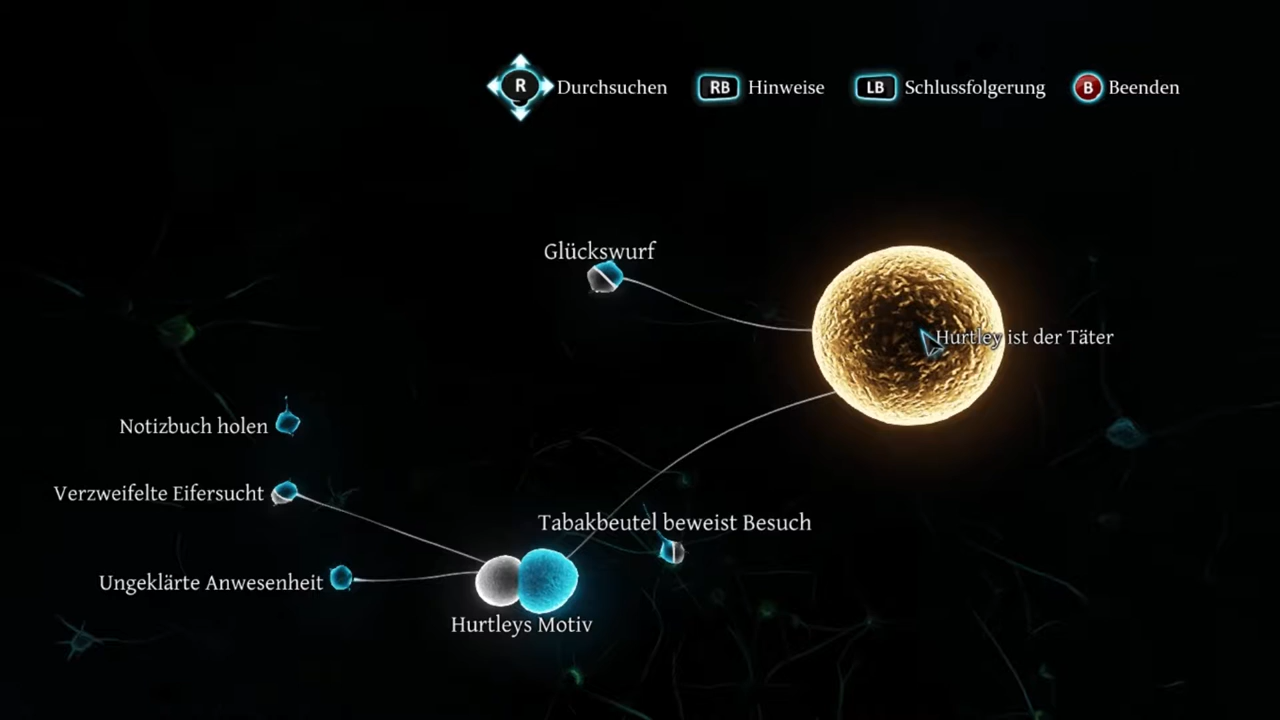 R Durchsuchen RB Hinweise LB Schlussfolgerung B Beenden
Glückswurf
Hurtley ist der Täter
Notizbuch holen
Verzweifelte Eifersucht
Tabakbeutel beweist Besuch
Ungeklärte Anwesenheit
Hurtleys Motiv